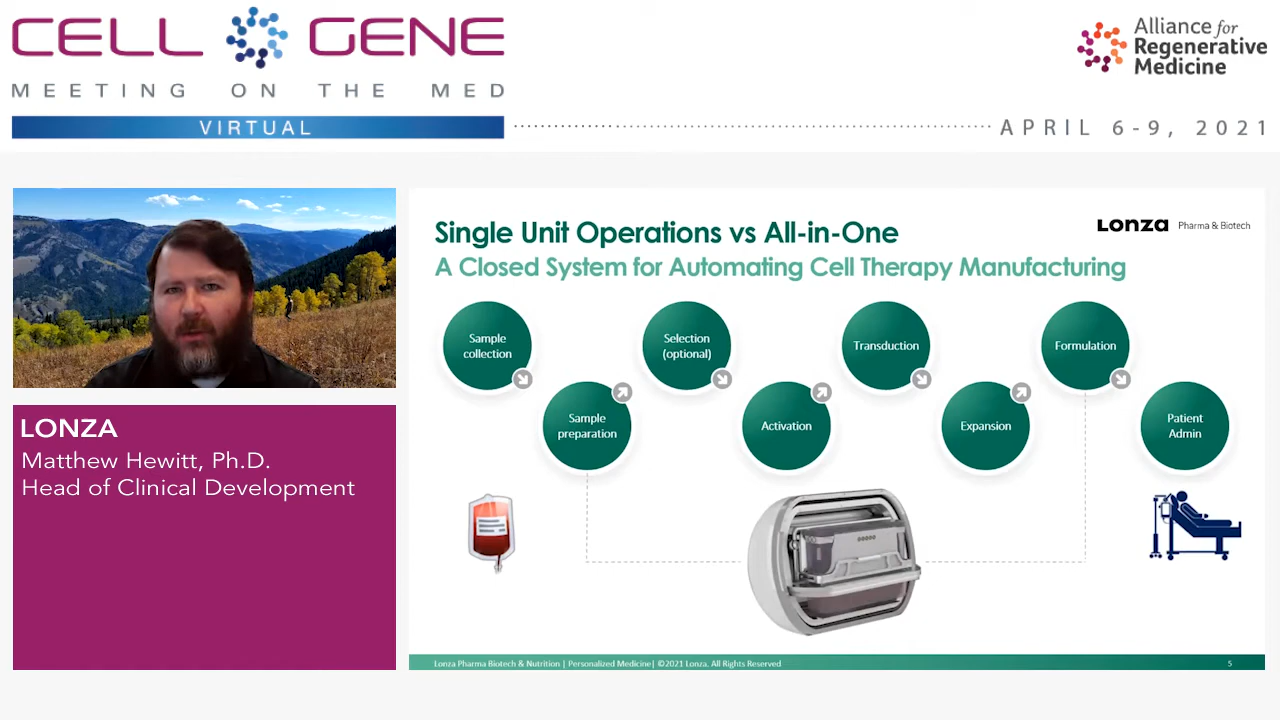 CELL GENE
MEETING ON THE MED
VIRTUAL
Alliance for
Regenerative
Medicine
APRIL 6-9, 2021
LONZA
Matthew Hewitt, Ph.D.
Head of Clinical Development
Single Unit Operations vs All-in-One
A Closed System for Automating Cell Therapy Manufacturing
Lonza Pharma & Biotech
Sample
collection
Sample
preparation
Selection
(optional)
Activation
Transduction
Expansion
Formulation
Patient
Admin
Lonza Pharma Biotech & Nutrition | Personalized Medicine| ©2021 Lonza. All Rights Reserved
5